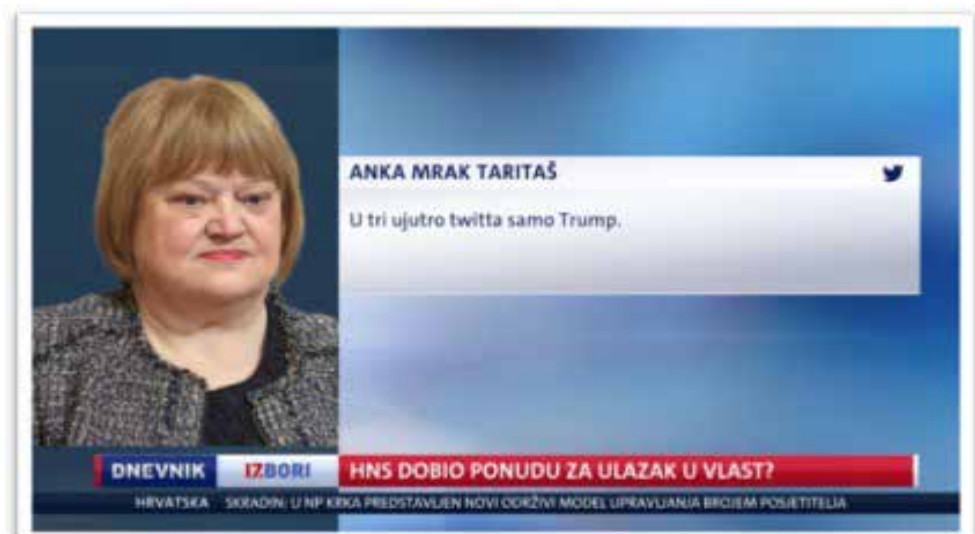 ANKA MRAK TARITAŠ
U tri ujutro twitta samo Trump.
DNEVNIK IZBORI HNS DOBIO PONUDU ZA ULAZAK U VLAST?
HRVATSKA SKRADIN: U NP KRKA PREDSTAVLJEN NOVI ODRŽIVI MODEL UPRAVLJANJA BROJEM POSJETITELJA